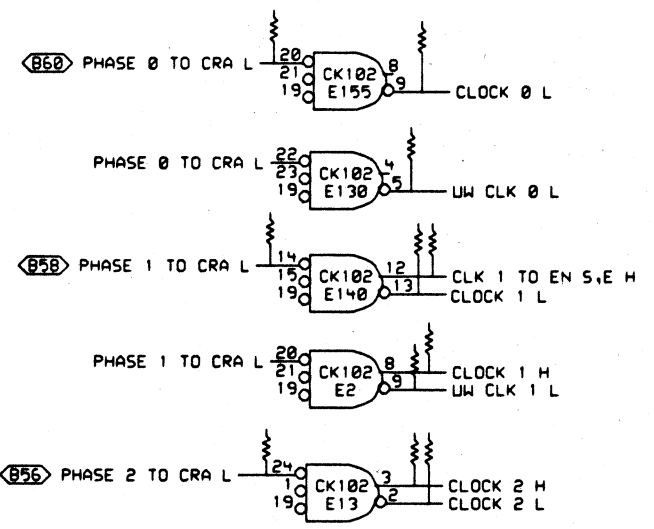 8
20
B60 PHASE 0 TO CRA L
21
CK102
9
19
E155
CLOCK 0 L
PHASE 0 TO CRA L
22
4
23
CK102
5
19
E130
UW CLK 0 L
B58 PHASE 1 TO CRA L
14
12
15
CK102
CLK 1 TO EN S,E H
13
19
E140
CLOCK 1 L
PHASE 1 TO CRA L
20
8
21
CK102
CLOCK 1 H
9
19
E2
UW CLK 1 L
B56 PHASE 2 TO CRA L
24
3
1
CK102
CLOCK 2 H
2
19
E13
CLOCK 2 L